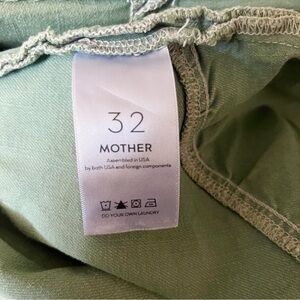 32
MOTHER
Assembled in USA
by both USA and foreign components
DO YOUR OWN LAUNDRY